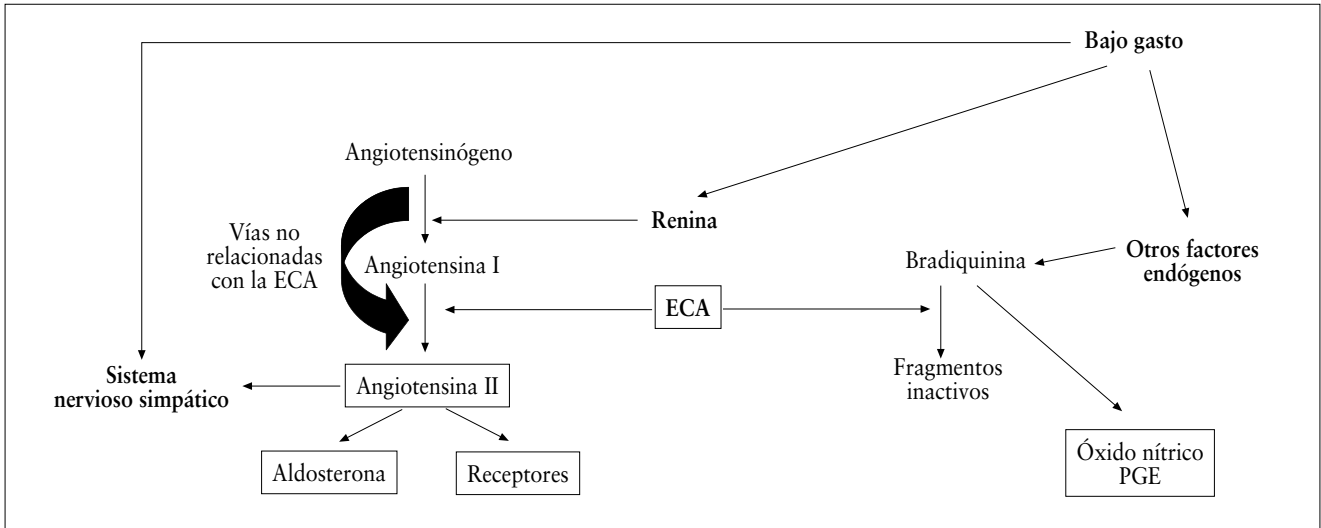 Bajo gasto
Angiotensinógeno
Renina
Vías no
relacionadas
con la ECA
Angiotensina I
Bradiquinina
Otros factores
endógenos
ECA
Sistema
nervioso simpático
Angiotensina II
Fragmentos
inactivos
Aldosterona
Receptores
Óxido nítrico
PGE